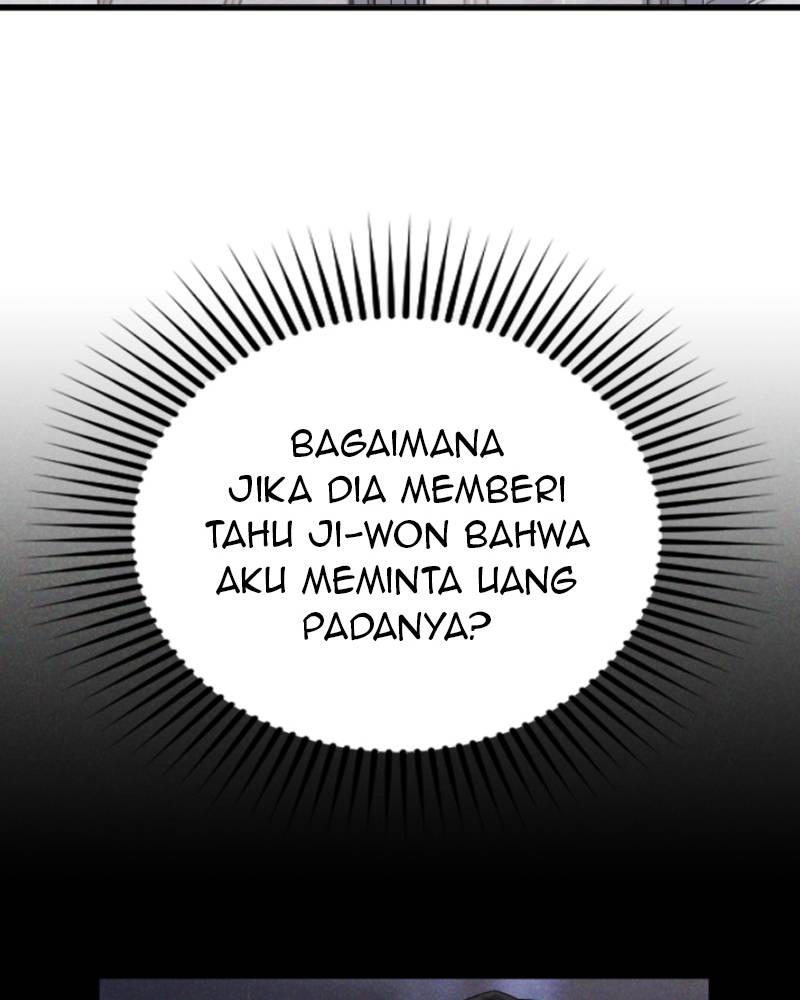 BAGAIMANA
JIKA DIA MEMBERI
TAHU JI-WON BAHWA
AKU MEMINTA UANG
PADANYA?